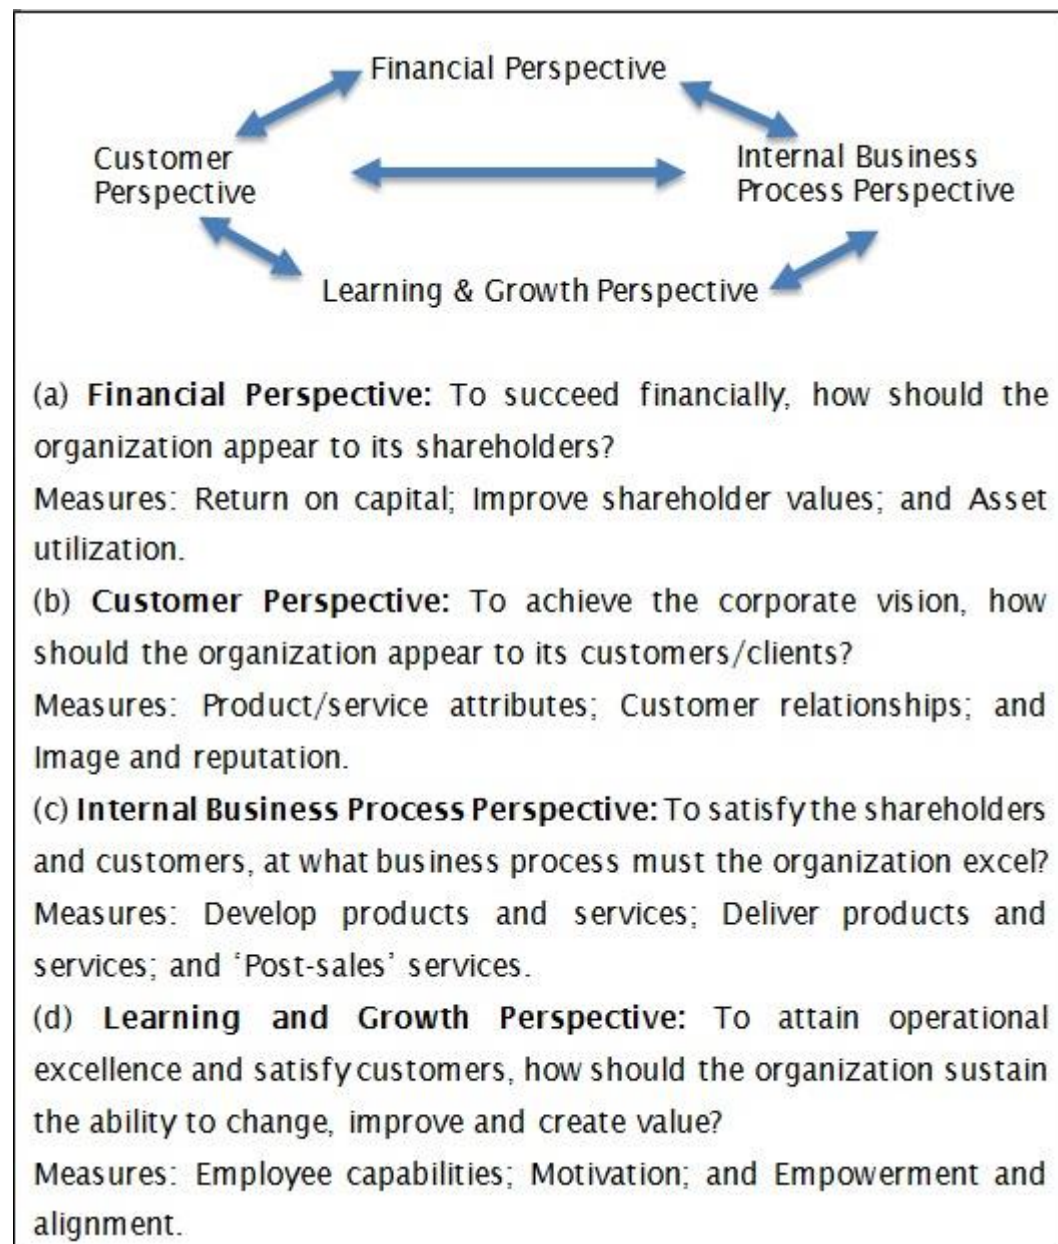 Financial Perspective
Customer
Perspective
Internal Business
Process Perspective
Learning & Growth Perspective
(a) Financial Perspective: To succeed financially, how should the
organization appear to its shareholders?
Measures: Return on capital; Improve shareholder values; and Asset
utilization.
(b) Customer Perspective: To achieve the corporate vision, how
should the organization appear to its customers/clients?
Measures: Product/service attributes; Customer relationships; and
Image and reputation.
(c) Internal Business Process Perspective: To satisfy the shareholders
and customers, at what business process must the organization excel?
Measures: Develop products and services; Deliver products and
services; and ‘Post-sales’ services.
(d) Learning and Growth Perspective: To attain operational
excellence and satisfy customers, how should the organization sustain
the ability to change, improve and create value?
Measures: Employee capabilities; Motivation; and Empowerment and
alignment.